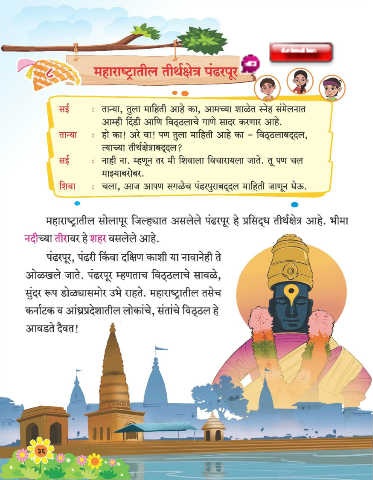 ८
महाराष्ट्रातील तीर्थक्षेत्र पंढरपूर
सई : तान्या, तुला माहिती आहे का, आमच्या शाळेत स्नेह संमेलनात
आम्ही दिंडी आणि विठ्ठलाचे गाणे सादर करणार आहे.
तान्या : हो का! अरे वा! पण तुला माहिती आहे का - विठ्ठलाबद्दल,
त्याच्या तीर्थक्षेत्राबद्दल?
सई : नाही ना. म्हणून तर मी शिवाला विचारायला जाते. तू पण चल
माझ्याबरोबर.
शिवा : चला, आज आपण सगळेच पंढरपुराबद्दल माहिती जाणून घेऊ.
महाराष्ट्रातील सोलापूर जिल्ह्यात असलेले पंढरपूर हे प्रसिद्ध तीर्थक्षेत्र आहे. भीमा
नदीच्या तीरावर हे शहर वसलेले आहे.
पंढरपूर, पंढरी किंवा दक्षिण काशी या नावानेही ते
ओळखले जाते. पंढरपूर म्हणताच विठ्ठलाचे सावळे,
सुंदर रूप डोळ्यासमोर उभे राहते. महाराष्ट्रातील तसेच
कर्नाटक व आंध्रप्रदेशातील लोकांचे, संतांचे विठ्ठल हे
आवडते दैवत!
३६